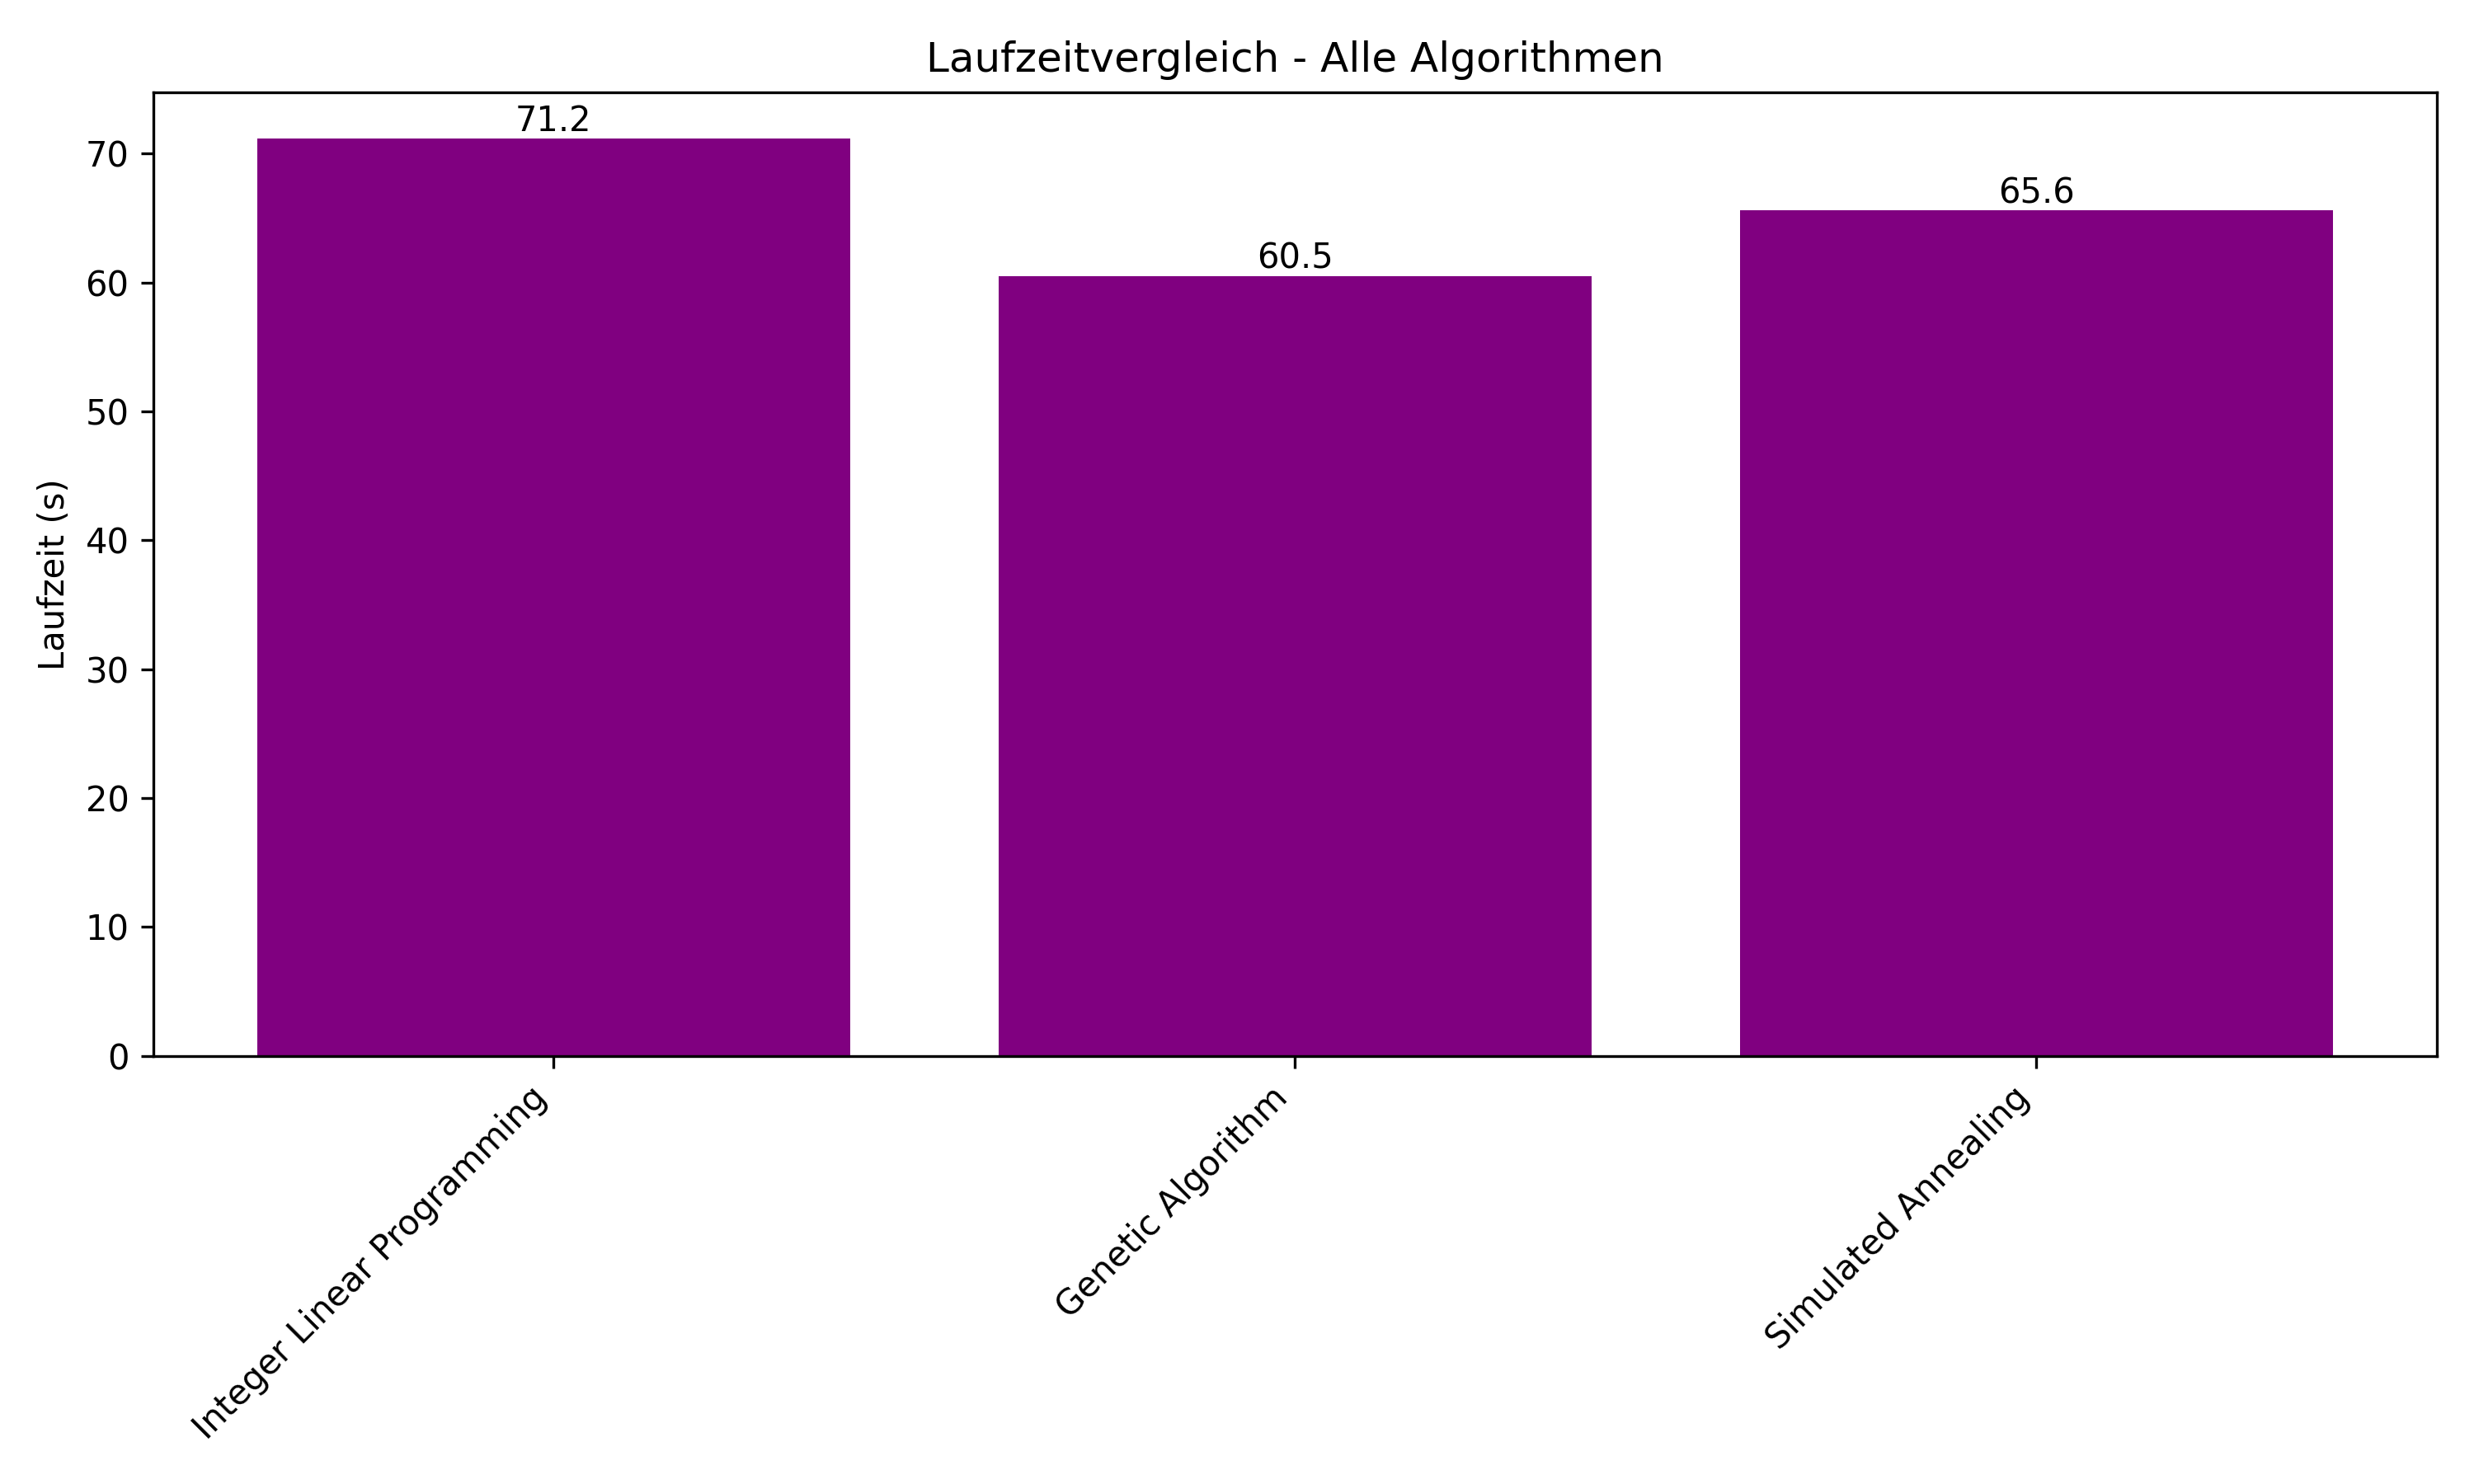 Laufzeitvergleich - Alle Algorithmen
71.2
60.5
65.6
Laufzeit (s)
70
60
50
40
30
20
10
0
Integer Linear Programming
Genetic Algorithm
Simulated Annealing